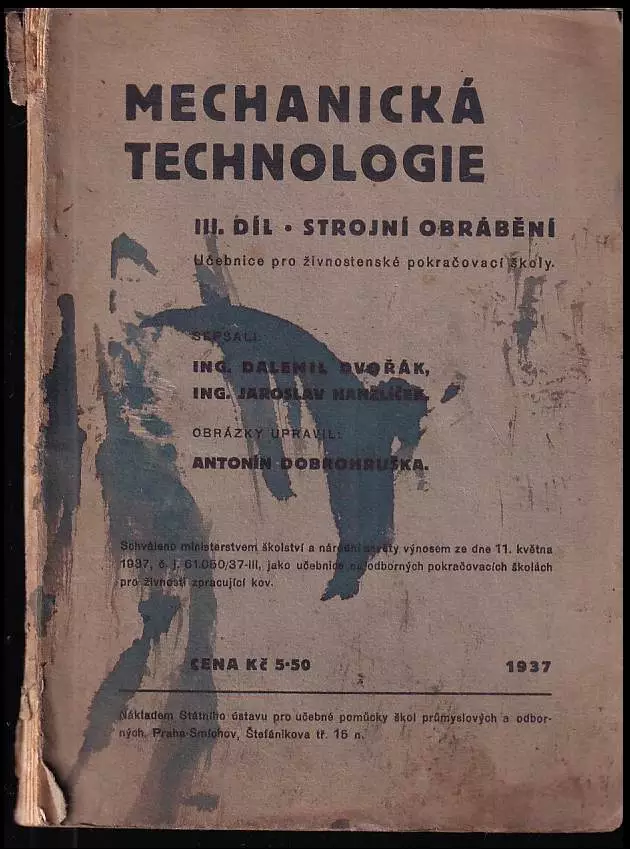 MECHANICKÁ
TECHNOLOGIE
III. DÍL • STROJNÍ OBRÁBĚNÍ
Učebnice pro živnostenské pokračovací školy.
SEPSALI:
ING. DALEMIL DVOŘÁK,
ING. JAROSLAV HANZLÍČEK.
OBRÁZKY UPRAVIL:
ANTONÍN DOBROHRUŠKA.
Schváleno ministerstvem školství a národní osvěty výnosem ze dne 11. května
1937, č. j. 61.050/37-III, jako učebnice na odborných pokračovacích školách
pro živnosti zpracující kov.
CENA Kč 5·50 1937
Nákladem Státního ústavu pro učebné pomůcky škol průmyslových a odbor-
ných, Praha-Smíchov, Štefánikova tř. 15 n.